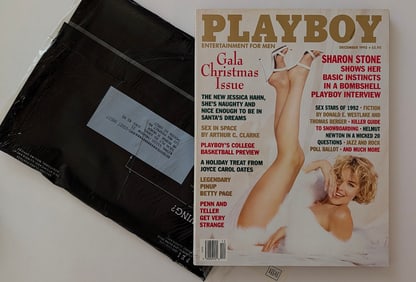 PLAYBOY
ENTERTAINMENT FOR MEN
DECEMBER 1992 • $5.95
Gala
Christmas
Issue
THE NEW JESSICA HAHN,
SHE'S NAUGHTY AND
NICE ENOUGH TO BE IN
SANTA'S DREAMS
SEX IN SPACE
BY ARTHUR C. CLARKE
PLAYBOY'S COLLEGE
BASKETBALL PREVIEW
A HOLIDAY TREAT FROM
JOYCE CAROL OATES
LEGENDARY
PINUP
BETTY PAGE
PENN AND
TELLER
GET VERY
STRANGE
SHARON STONE
SHOWS HER
BASIC INSTINCTS
IN A BOMBSHELL
PLAYBOY INTERVIEW
SEX STARS OF 1992 • FICTION
BY DONALD E. WESTLAKE AND
THOMAS BERGER • KILLER GUIDE
TO SNOWBOARDING • HELMUT
NEWTON IN A WICKED 20
QUESTIONS • JAZZ AND ROCK
POLL BALLOT • AND MUCH MORE